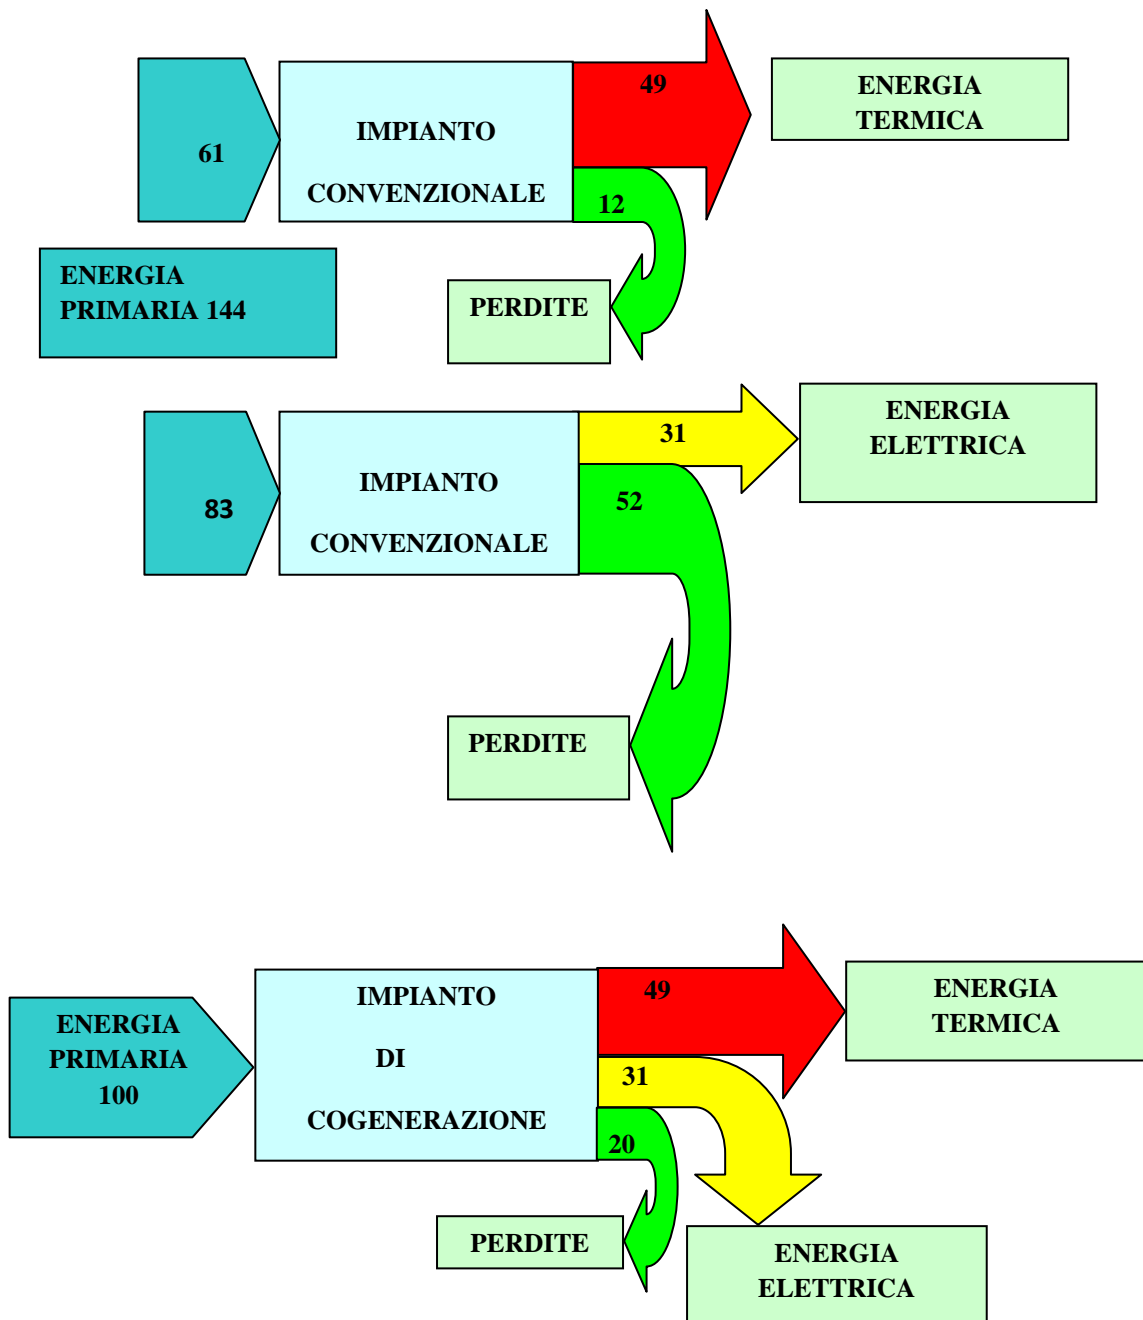 61
IMPIANTO
CONVENZIONALE
49
12
ENERGIA
TERMICA
ENERGIA
PRIMARIA 144
PERDITE
83
IMPIANTO
CONVENZIONALE
31
52
ENERGIA
ELETTRICA
PERDITE
ENERGIA
PRIMARIA
100
IMPIANTO
DI
COGENERAZIONE
49
31
20
ENERGIA
TERMICA
PERDITE
ENERGIA
ELETTRICA